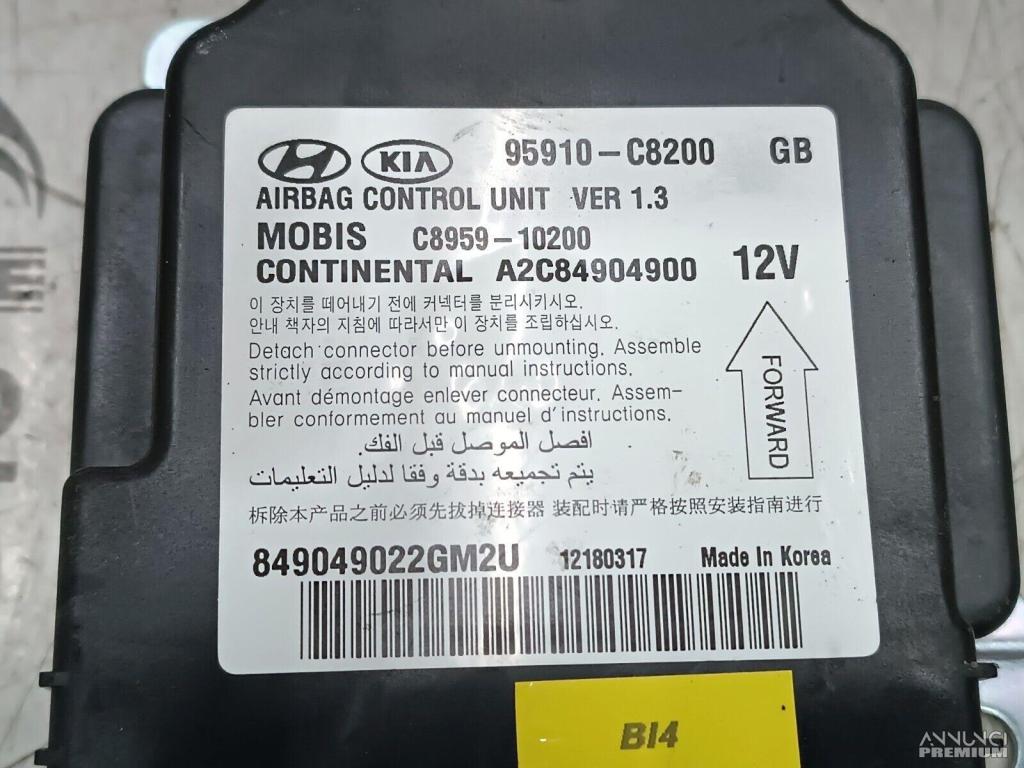 KIA 95910-C8200 GB
AIRBAG CONTROL UNIT VER 1.3
MOBIS C8959-10200
CONTINENTAL A2C84904900 12V
이 장치를 떼어내기 전에 커넥터를 분리시키시오.
안내 책자의 지침에 따라서만 이 장치를 조립하십시오.
Detach connector before unmounting. Assemble
strictly according to manual instructions.
Avant démontage enlever connecteur. Assem-
bler conformement au manuel d'instructions.
افصل الموصل قبل الفك.
يتم تجميعه بدقة وفقا لدليل التعليمات
拆除本产品之前必须先拔掉连接器 装配时请严格按照安装指南进行
FORWARD
849049022GM2U 12180317 Made In Korea
BI4
ANNUNCI
PREMIUM